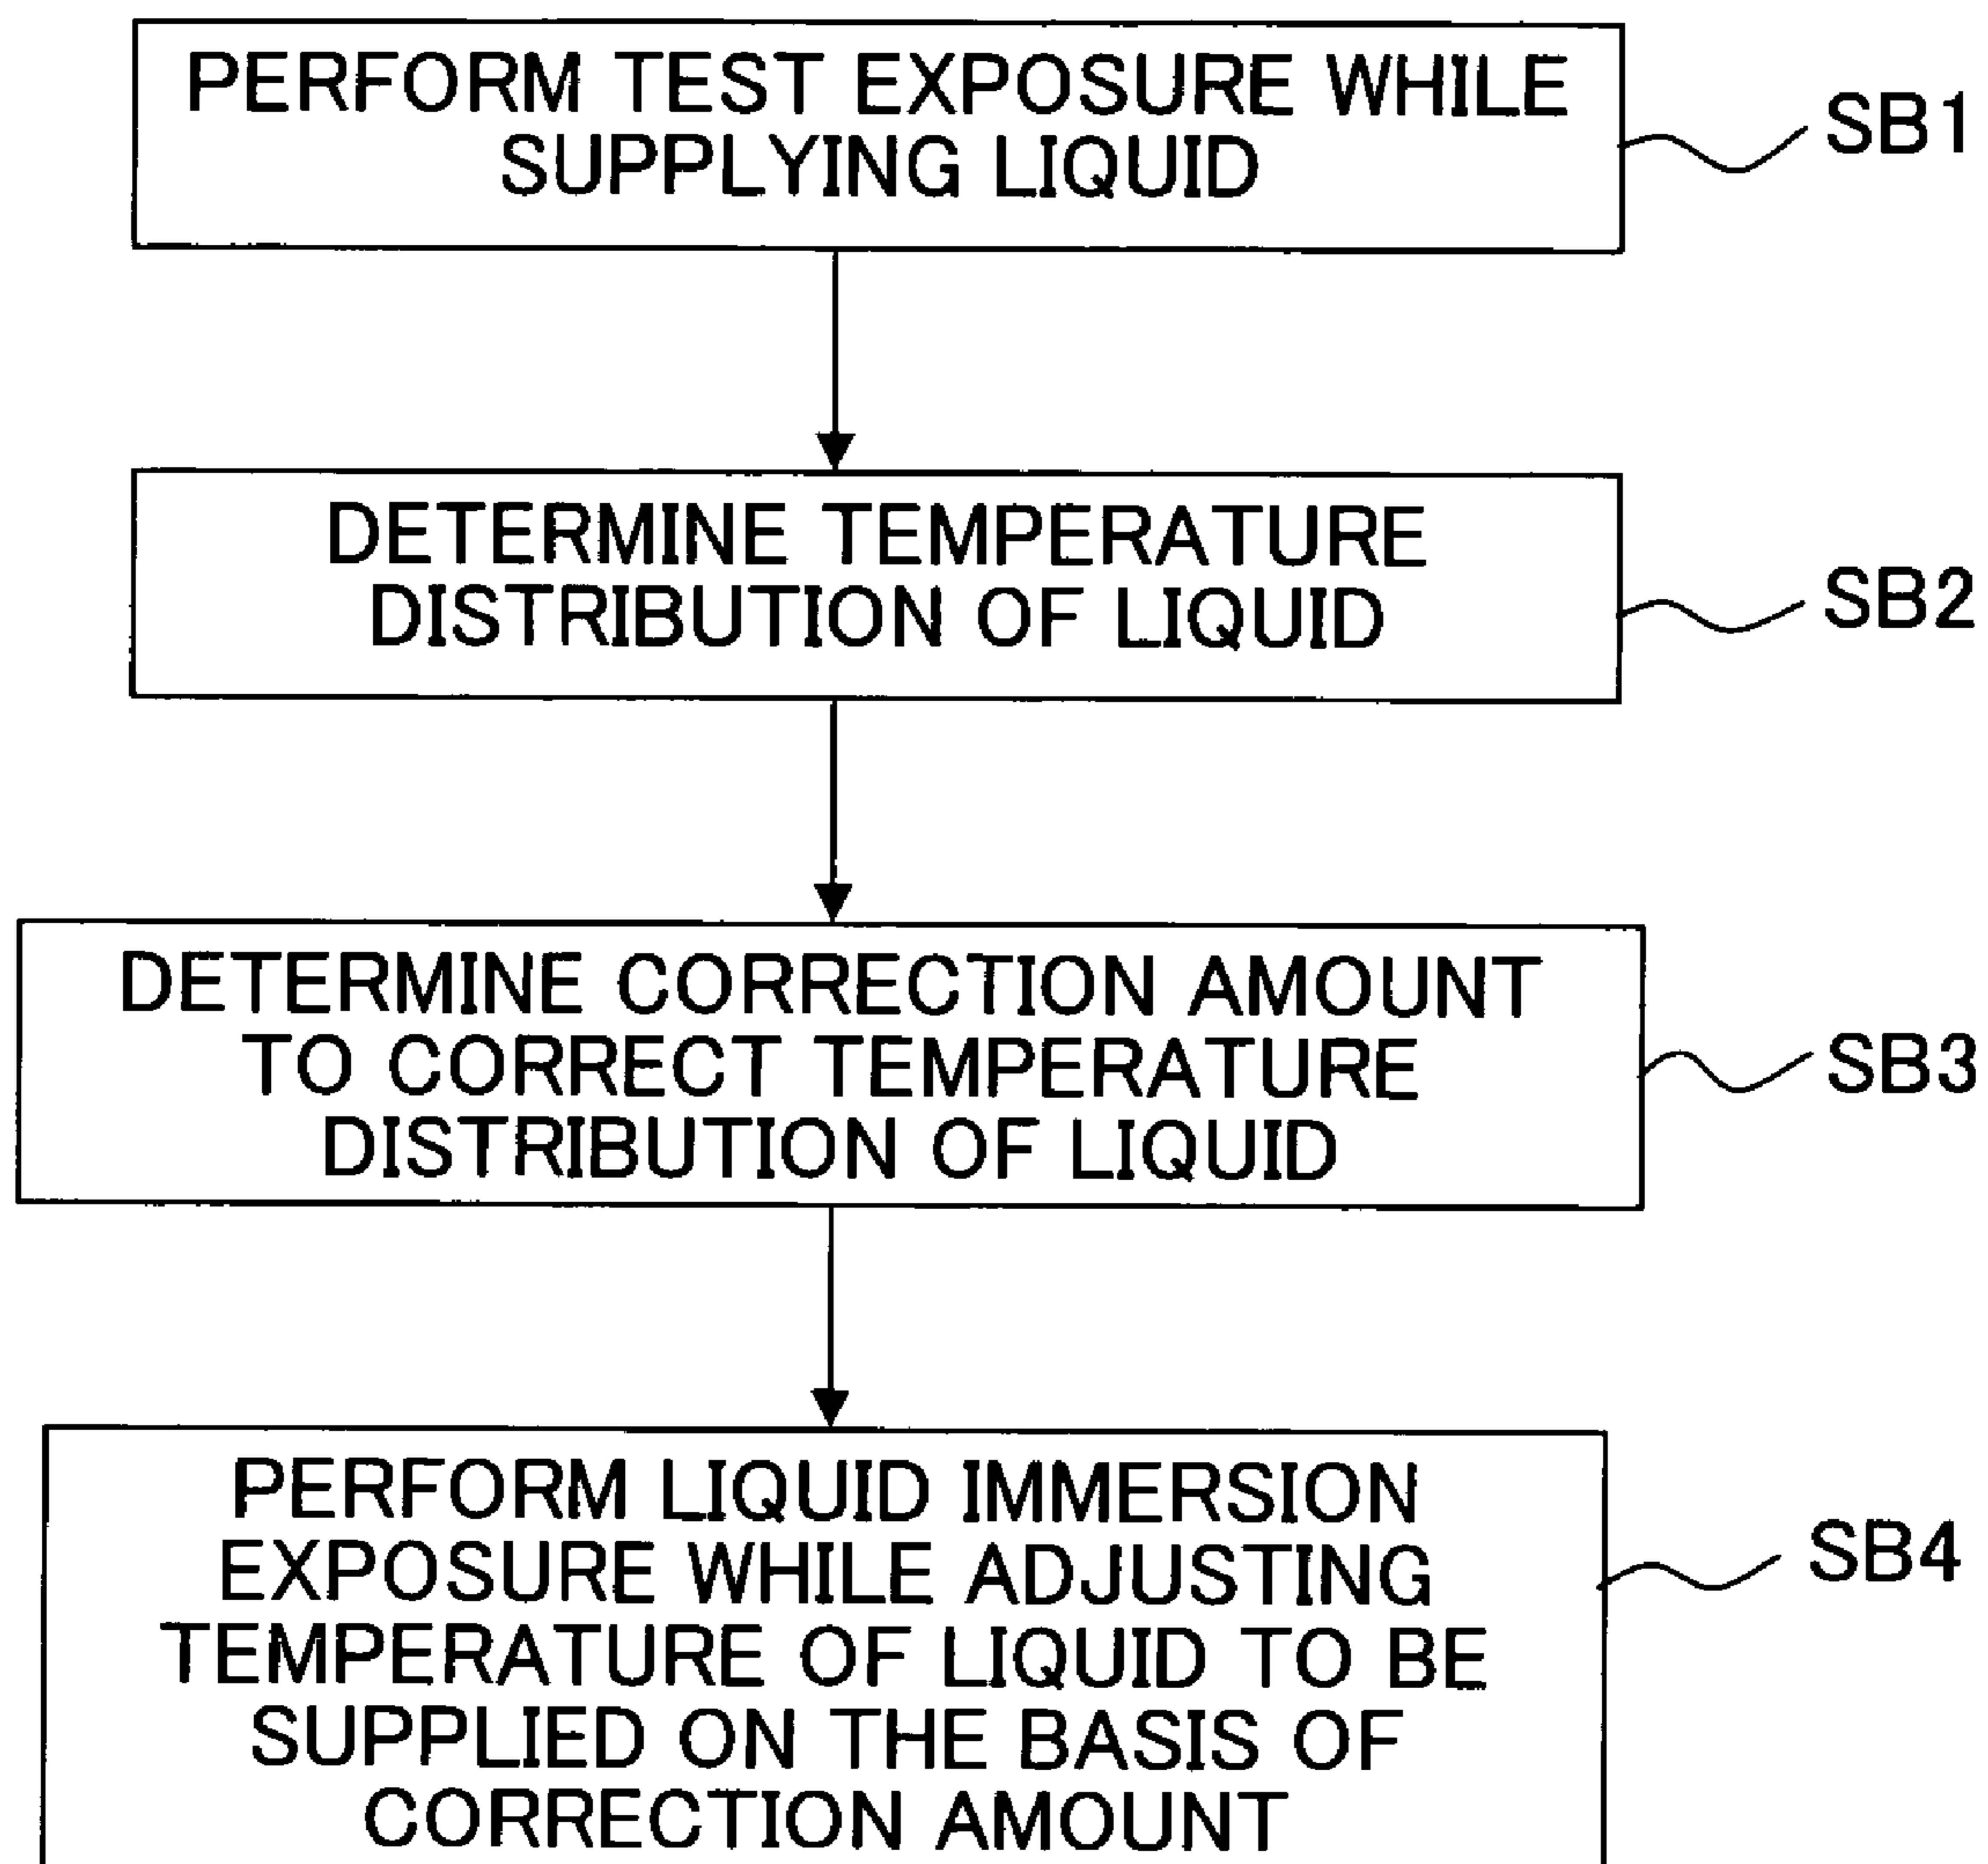 PERFORM TEST EXPOSURE WHILE
SUPPLYING LIQUID
SB1
DETERMINE TEMPERATURE
DISTRIBUTION OF LIQUID
SB2
DETERMINE CORRECTION AMOUNT
TO CORRECT TEMPERATURE
DISTRIBUTION OF LIQUID
SB3
PERFORM LIQUID IMMERSION
EXPOSURE WHILE ADJUSTING
TEMPERATURE OF LIQUID TO BE
SUPPLIED ON THE BASIS OF
CORRECTION AMOUNT
SB4